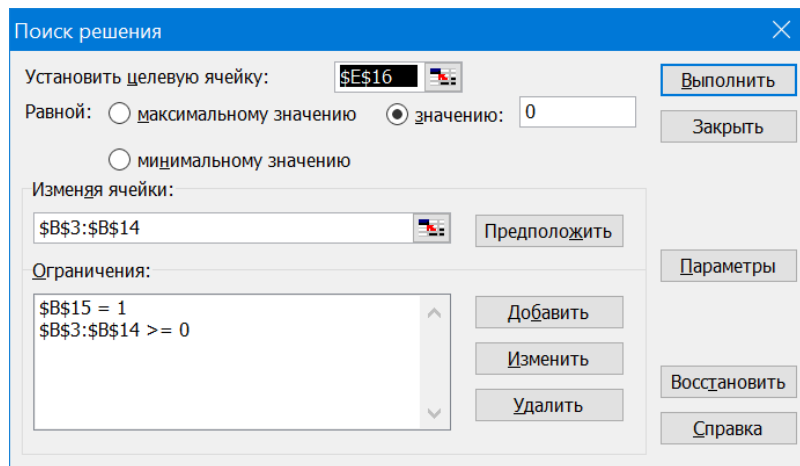 Поиск решения
Установить целевую ячейку: $E$16
Выполнить
Равной: максимальному значению значению: 0
Закрыть
минимальному значению
Изменяя ячейки:
$B$3:$B$14
Предположить
Параметры
Ограничения:
$B$15 = 1
$B$3:$B$14 >= 0
Добавить
Изменить
Удалить
Восстановить
Справка